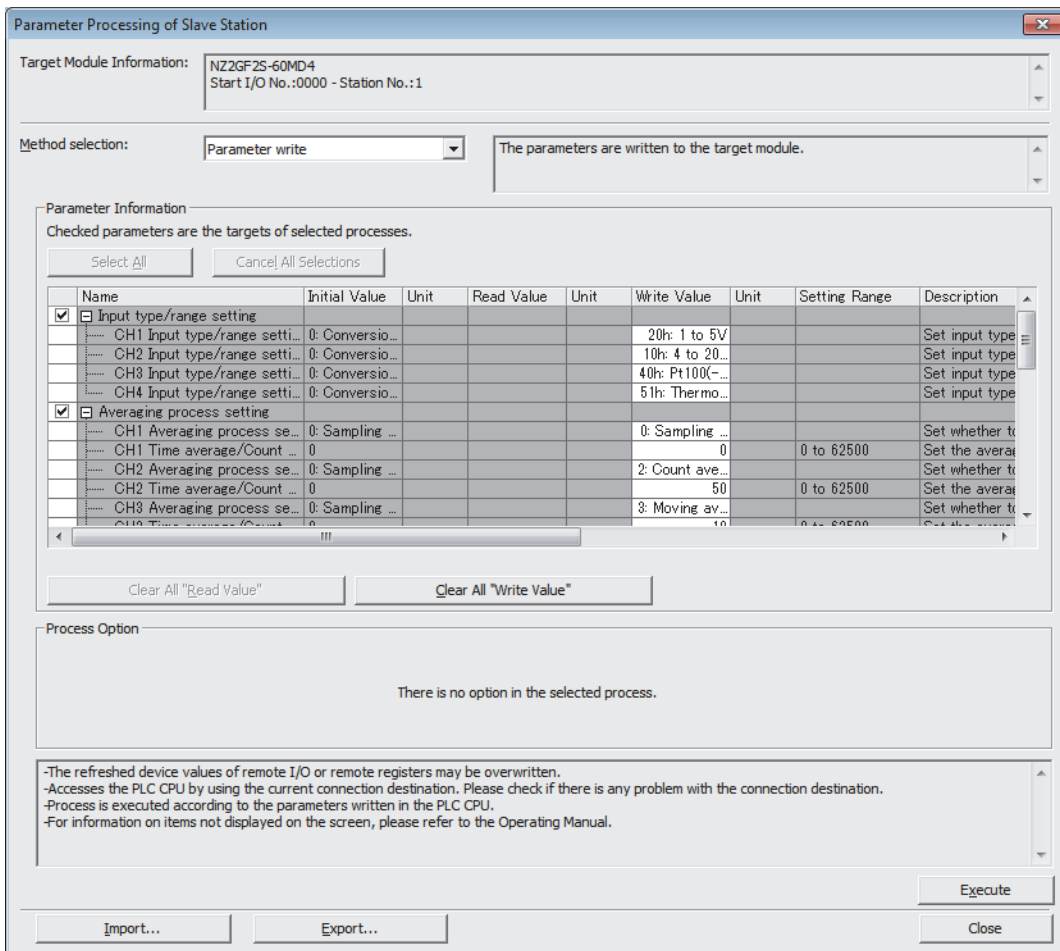 Parameter Processing of Slave Station
Target Module Information:
NZ2GF2S-60MD4
Start I/O No.:0000 - Station No.:1
Method selection:
Parameter write
The parameters are written to the target module.
Parameter Information
Checked parameters are the targets of selected processes.
Select All Cancel All Selections
Name Initial Value Unit Read Value Unit Write Value Unit Setting Range Description
Input type/range setting
CH1 Input type/range setti... 0: Conversio... 20h: 1 to 5V Set input type
CH2 Input type/range setti... 0: Conversio... 10h: 4 to 20... Set input type
CH3 Input type/range setti... 0: Conversio... 40h: Pt100(-... Set input type
CH4 Input type/range setti... 0: Conversio... 51h: Thermo... Set input type
Averaging process setting
CH1 Averaging process se... 0: Sampling ... 0: Sampling ... Set whether to
CH1 Time average/Count ... 0 0 0 to 62500 Set the avera
CH2 Averaging process se... 0: Sampling ... 2: Count ave... Set whether to
CH2 Time average/Count ... 0 50 0 to 62500 Set the avera
CH3 Averaging process se... 0: Sampling ... 3: Moving av... Set whether to
Clear All "Read Value" Clear All "Write Value"
Process Option
There is no option in the selected process.
-The refreshed device values of remote I/O or remote registers may be overwritten.
-Accesses the PLC CPU by using the current connection destination. Please check if there is any problem with the connection destination.
-Process is executed according to the parameters written in the PLC CPU.
-For information on items not displayed on the screen, please refer to the Operating Manual.
Execute
Import... Export... Close